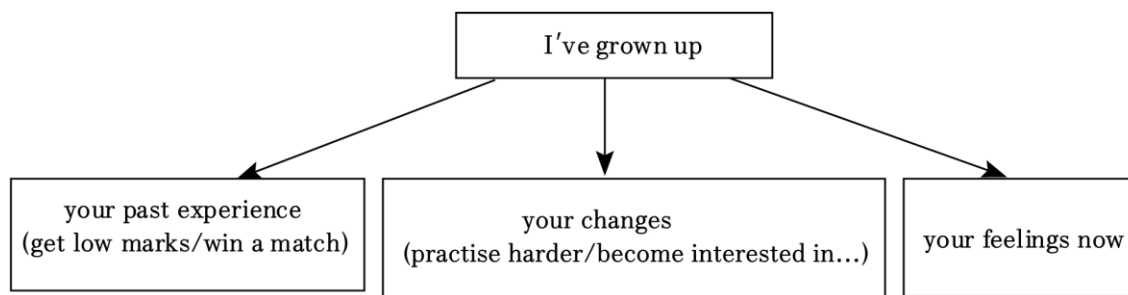 I've grown up
your past experience
(get low marks/win a match)
your changes
(practise harder/become interested in...)
your feelings now